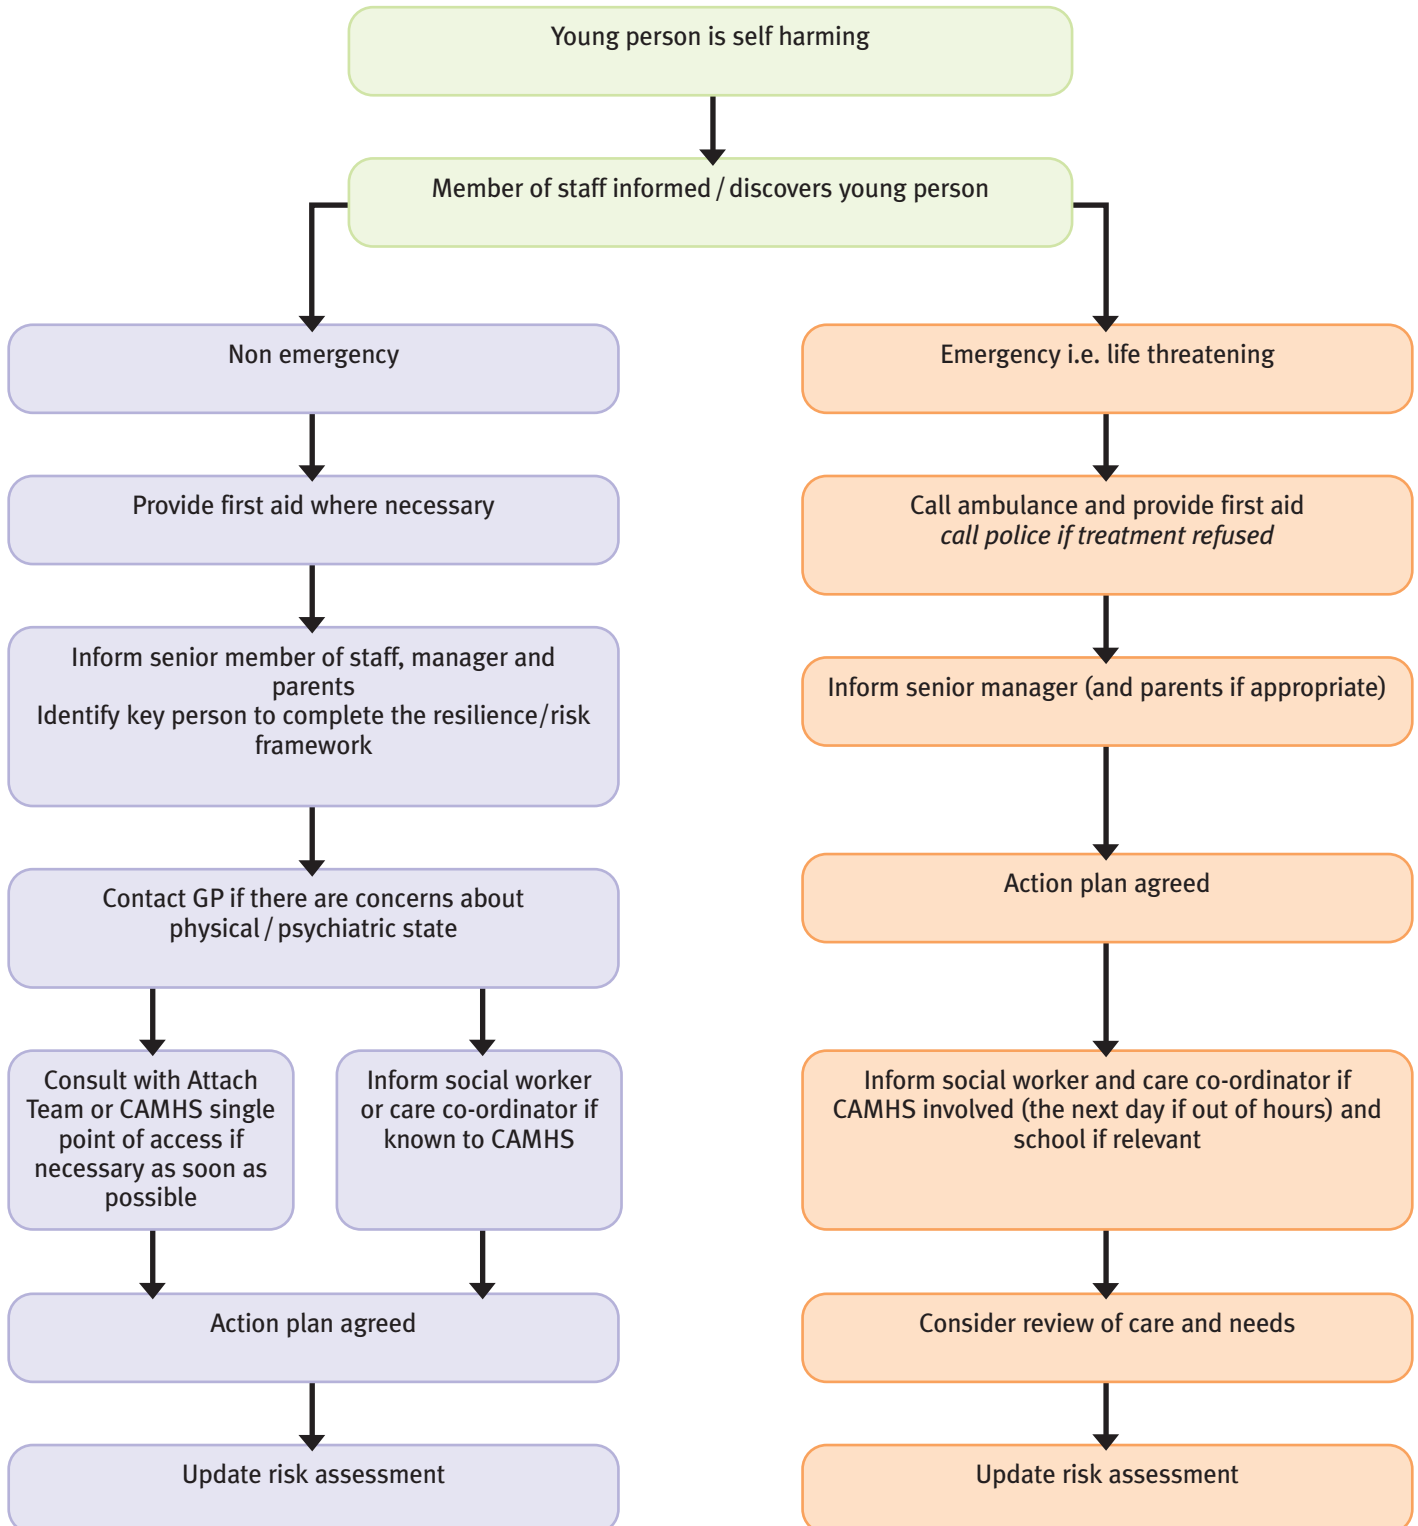 Young person is self harming
Member of staff informed / discovers young person
Non emergency
Provide first aid where necessary
Inform senior member of staff, manager and
parents
Identify key person to complete the resilience/risk
framework
Contact GP if there are concerns about
physical / psychiatric state
Consult with Attach
Team or CAMHS single
point of access if
necessary as soon as
possible
Inform social worker
or care co-ordinator if
known to CAMHS
Action plan agreed
Update risk assessment
Emergency i.e. life threatening
Call ambulance and provide first aid
call police if treatment refused
Inform senior manager (and parents if appropriate)
Action plan agreed
Inform social worker and care co-ordinator if
CAMHS involved (the next day if out of hours) and
school if relevant
Consider review of care and needs
Update risk assessment